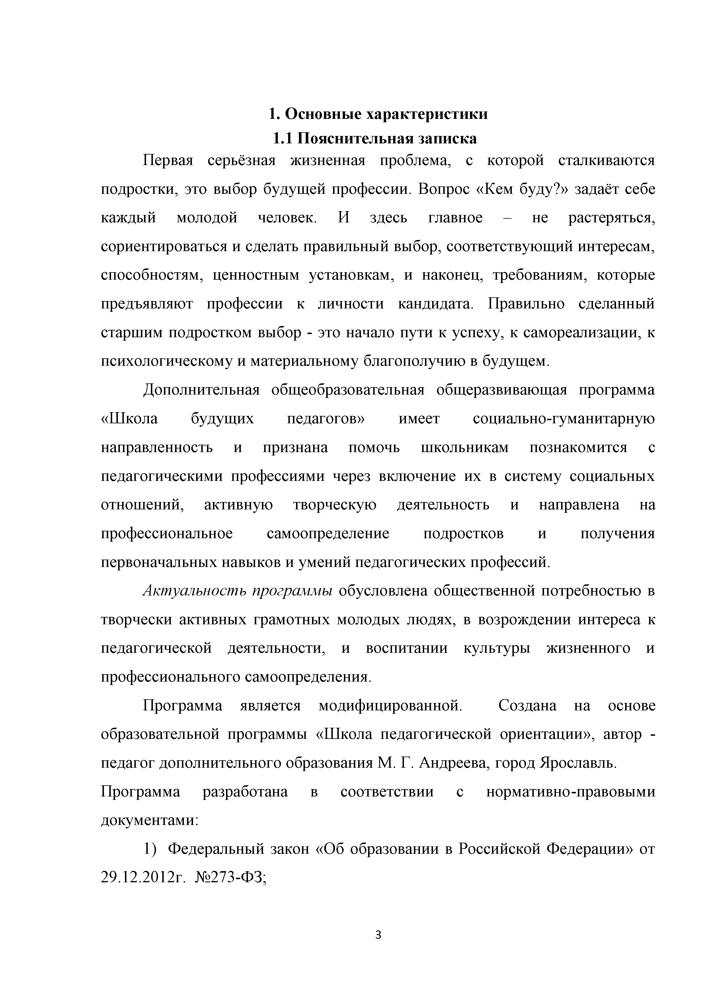 1. Основные характеристики
1.1 Пояснительная записка
Первая серьёзная жизненная проблема, с которой сталкиваются
подростки, это выбор будущей профессии. Вопрос «Кем буду?» задаёт себе
каждый молодой человек. И здесь главное – не растеряться,
сориентироваться и сделать правильный выбор, соответствующий интересам,
способностям, ценностным установкам, и наконец, требованиям, которые
предъявляют профессии к личности кандидата. Правильно сделанный
старшим подростком выбор - это начало пути к успеху, к самореализации, к
психологическому и материальному благополучию в будущем.
Дополнительная общеобразовательная общеразвивающая программа
«Школа будущих педагогов» имеет социально-гуманитарную
направленность и признана помочь школьникам познакомится с
педагогическими профессиями через включение их в систему социальных
отношений, активную творческую деятельность и направлена на
профессиональное самоопределение подростков и получения
первоначальных навыков и умений педагогических профессий.
Актуальность программы обусловлена общественной потребностью в
творчески активных грамотных молодых людях, в возрождении интереса к
педагогической деятельности, и воспитании культуры жизненного и
профессионального самоопределения.
Программа является модифицированной. Создана на основе
образовательной программы «Школа педагогической ориентации», автор -
педагог дополнительного образования М. Г. Андреева, город Ярославль.
Программа разработана в соответствии с нормативно-правовыми
документами:
1) Федеральный закон «Об образовании в Российской Федерации» от
29.12.2012г. №273-ФЗ;
3